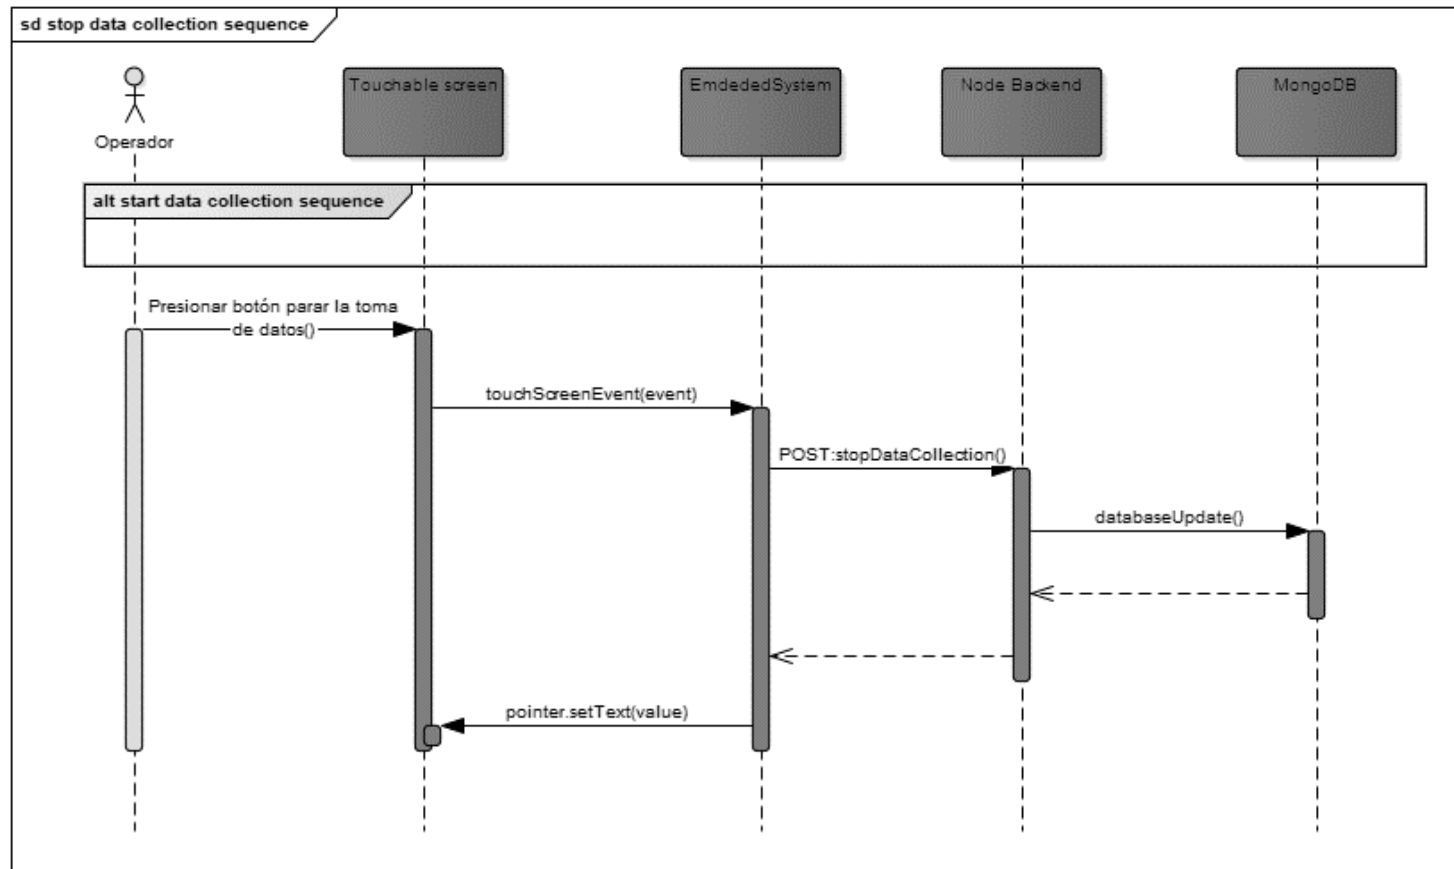 sd stop data collection sequence
Operador
Touchable screen
EmdededSystem
Node Backend
MongoDB
alt start data collection sequence
Presionar botón parar la toma
de datos()
touchScreenEvent(event)
POST:stopDataCollection()
databaseUpdate()
pointer.setText(value)